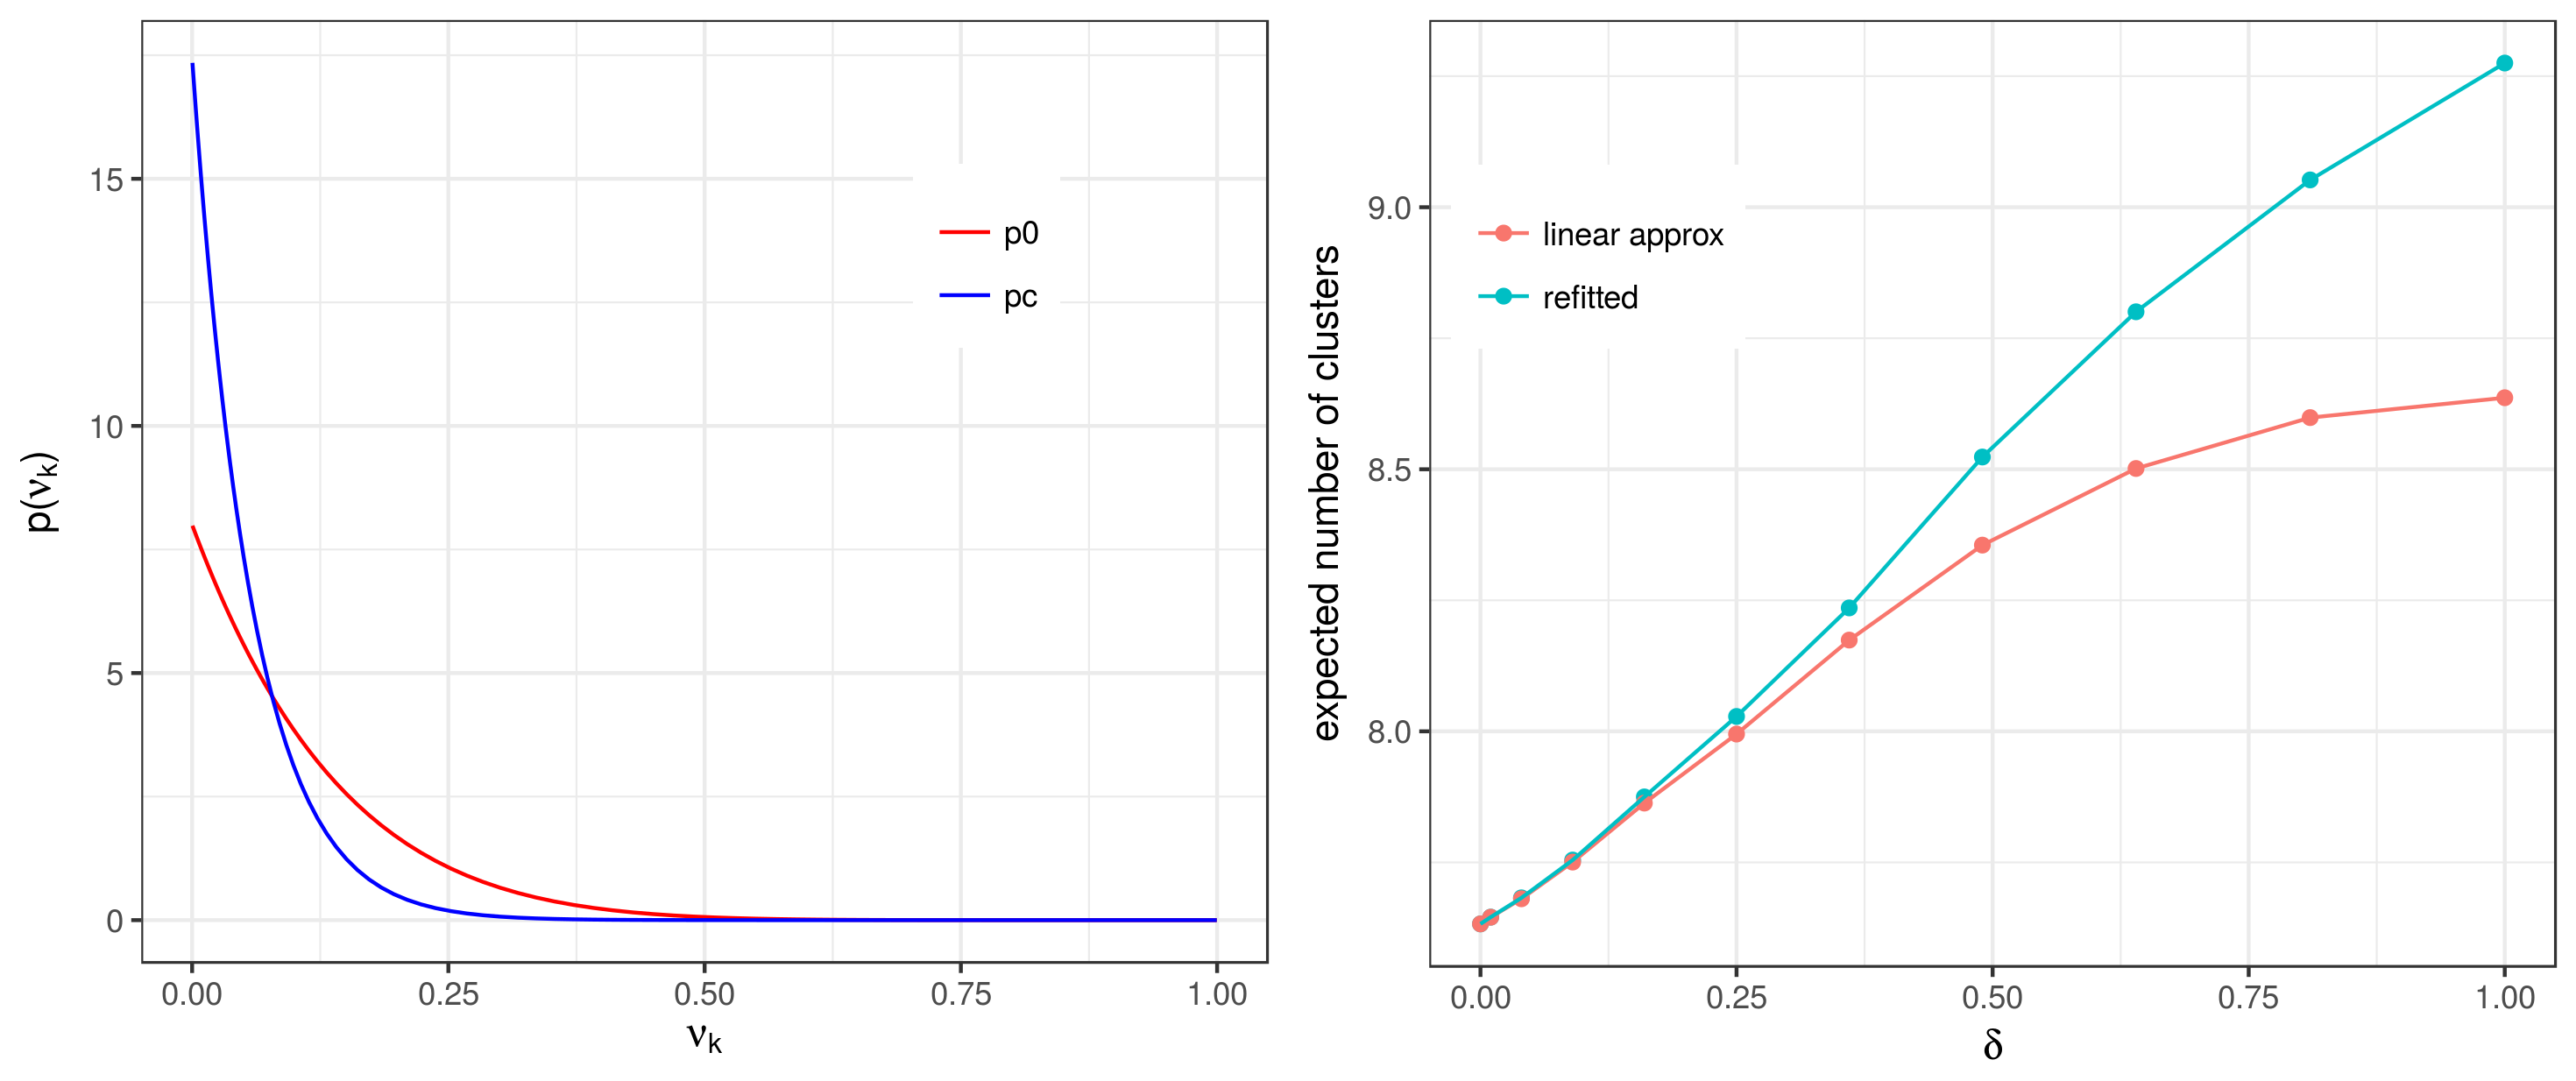 p(νk)
15
10
5
0
p0
pc
0.00 0.25 0.50 0.75 1.00
νk
expected number of clusters
9.0
8.5
8.0
linear approx
refitted
0.00 0.25 0.50 0.75 1.00
δ